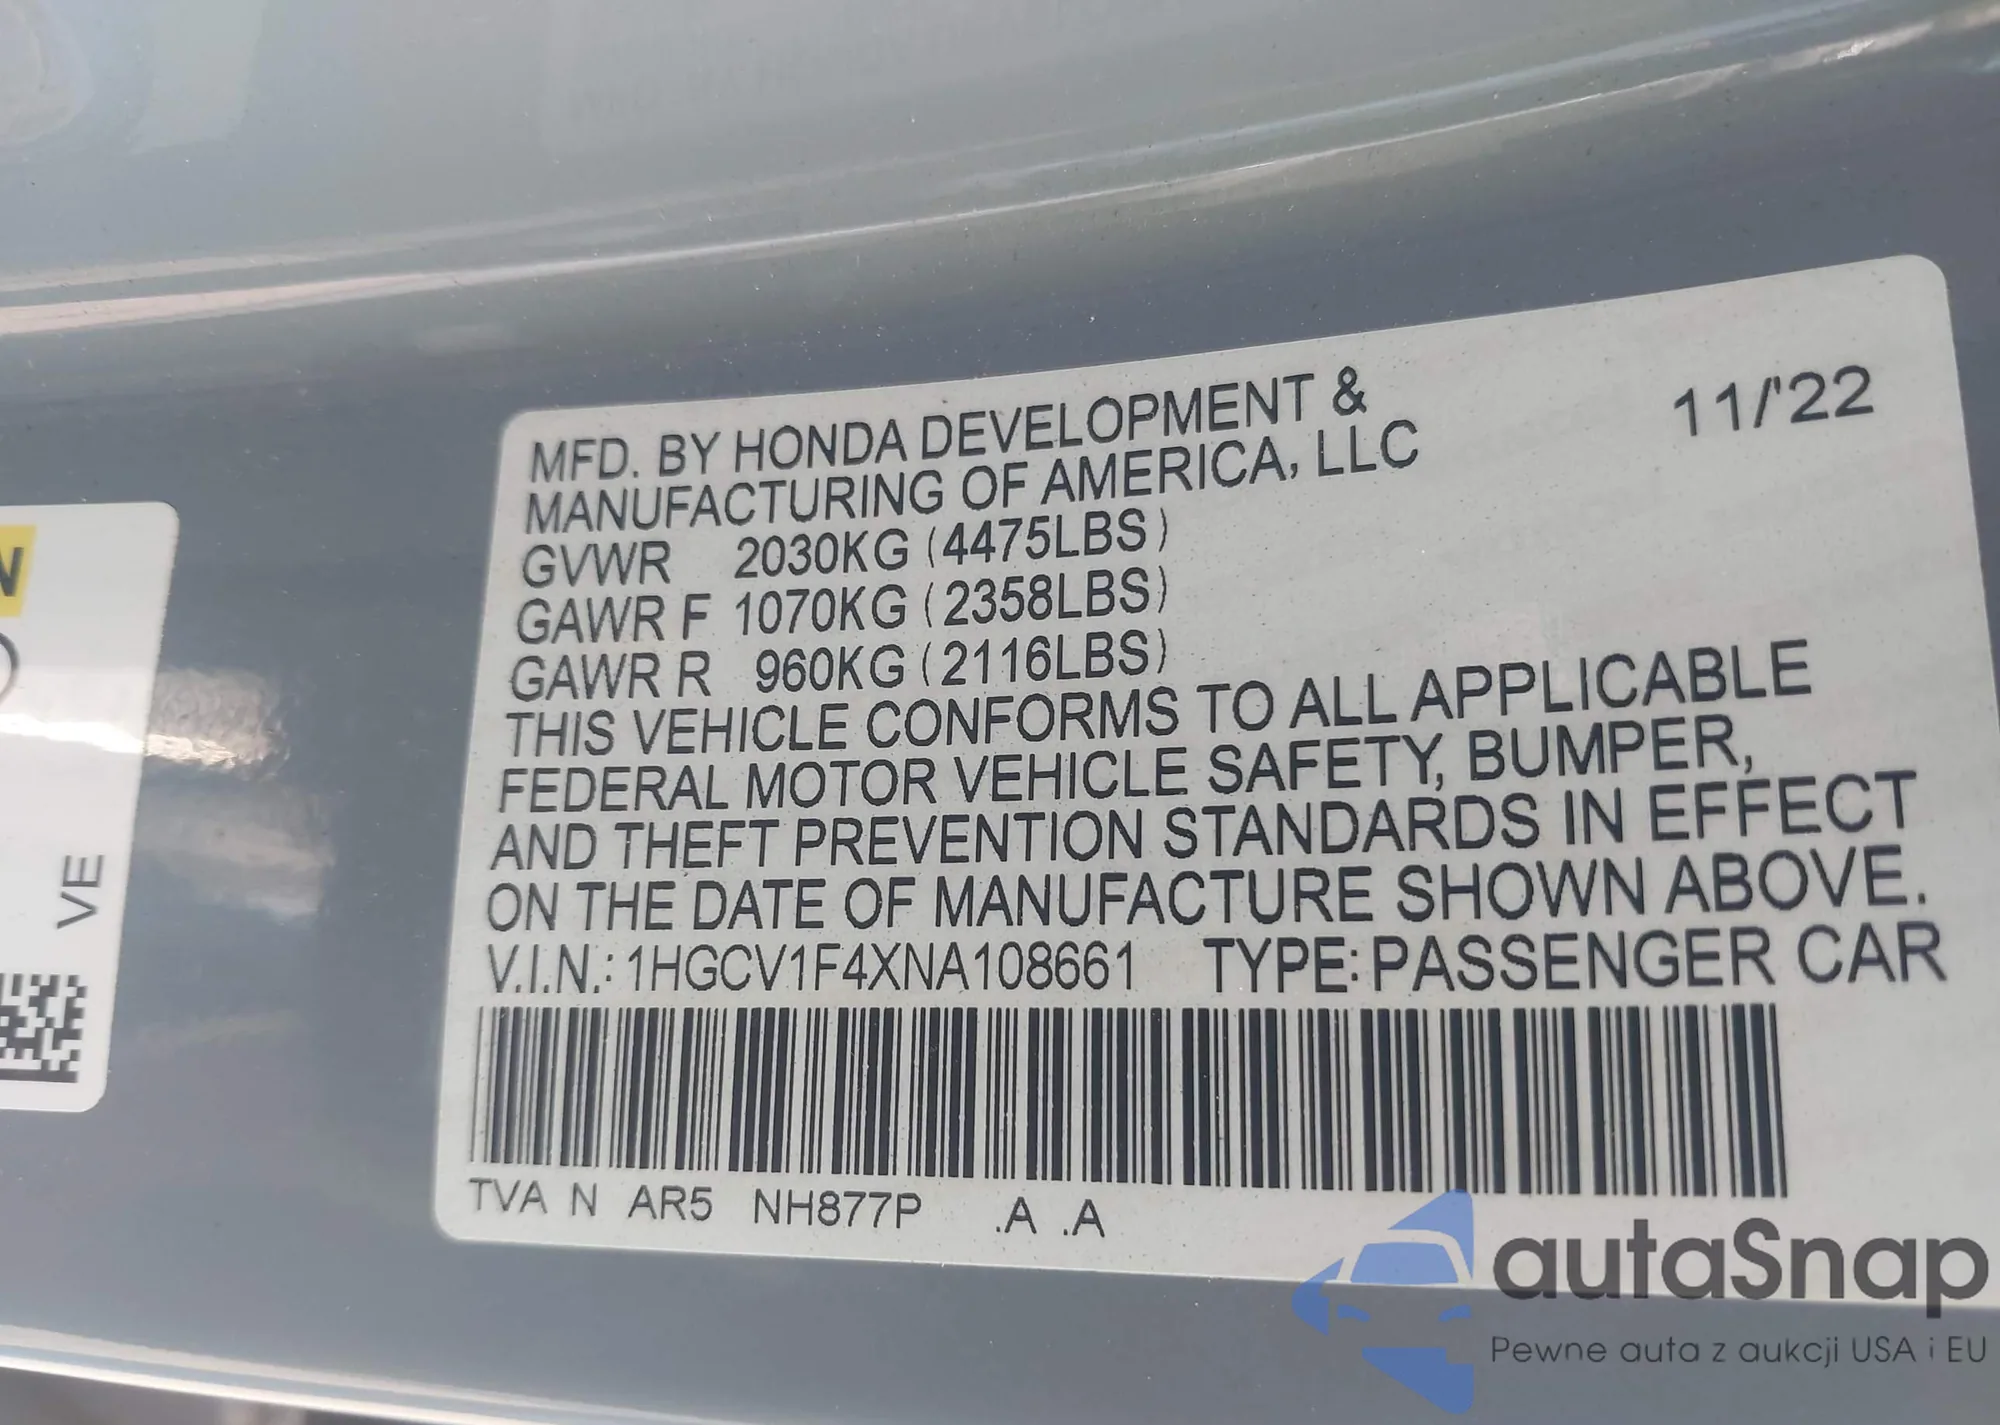 MFD. BY HONDA DEVELOPMENT &
MANUFACTURING OF AMERICA, LLC
11/'22
GVWR 2030KG (4475LBS)
GAWR F 1070KG (2358LBS)
GAWR R 960KG (2116LBS)
THIS VEHICLE CONFORMS TO ALL APPLICABLE
FEDERAL MOTOR VEHICLE SAFETY, BUMPER,
AND THEFT PREVENTION STANDARDS IN EFFECT
ON THE DATE OF MANUFACTURE SHOWN ABOVE.
V.I.N.: 1HGCV1F4XNA108661 TYPE: PASSENGER CAR
TVA N AR5 NH877P .A .A
N
VE
autaSnap
Pewne auta z aukcji USA i EU